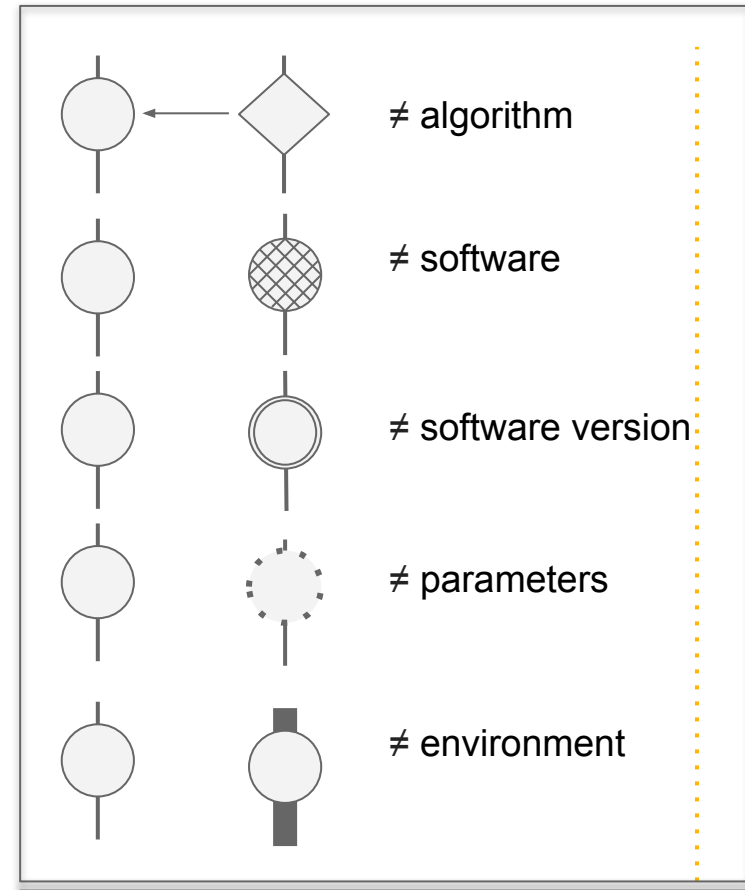 ≠ algorithm
≠ software
≠ software version
≠ parameters
≠ environment